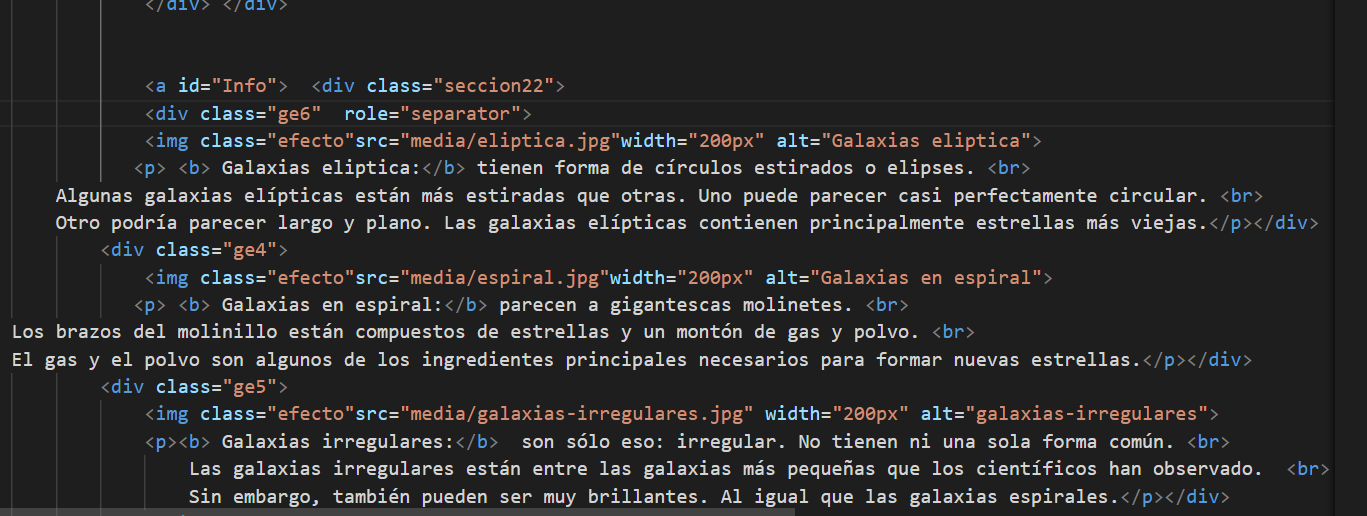 </div> </div>
<a id="Info">  <div class="seccion22">
<div class="ge6"  role="separator">
<img class="efecto"src="media/eliptica.jpg"width="200px" alt="Galaxias eliptica">
<p> <b> Galaxias eliptica:</b> tienen forma de círculos estirados o elipses. <br>
Algunas galaxias elípticas están más estiradas que otras. Uno puede parecer casi perfectamente circular. <br>
Otro podría parecer largo y plano. Las galaxias elípticas contienen principalmente estrellas más viejas.</p></div>
<div class="ge4">
<img class="efecto"src="media/espiral.jpg"width="200px" alt="Galaxias en espiral">
<p> <b> Galaxias en espiral:</b> parecen a gigantescas molinetes. <br>
Los brazos del molinillo están compuestos de estrellas y un montón de gas y polvo. <br>
El gas y el polvo son algunos de los ingredientes principales necesarios para formar nuevas estrellas.</p></div>
<div class="ge5">
<img class="efecto"src="media/galaxias-irregulares.jpg" width="200px" alt="galaxias-irregulares">
<p><b> Galaxias irregulares:</b>  son sólo eso: irregular. No tienen ni una sola forma común. <br>
Las galaxias irregulares están entre las galaxias más pequeñas que los científicos han observado.  <br>
Sin embargo, también pueden ser muy brillantes. Al igual que las galaxias espirales.</p></div>